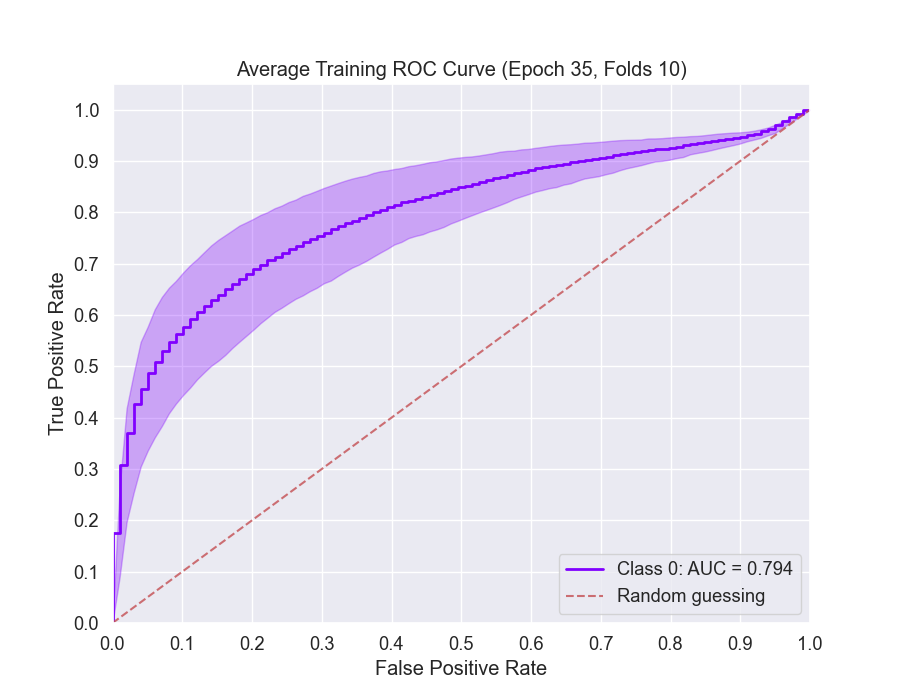 Average Training ROC Curve (Epoch 35, Folds 10)
True Positive Rate
1.0
0.9
0.8
0.7
0.6
0.5
0.4
0.3
0.2
0.1
0.0
Class 0: AUC = 0.794
Random guessing
0.0 0.1 0.2 0.3 0.4 0.5 0.6 0.7 0.8 0.9 1.0
False Positive Rate